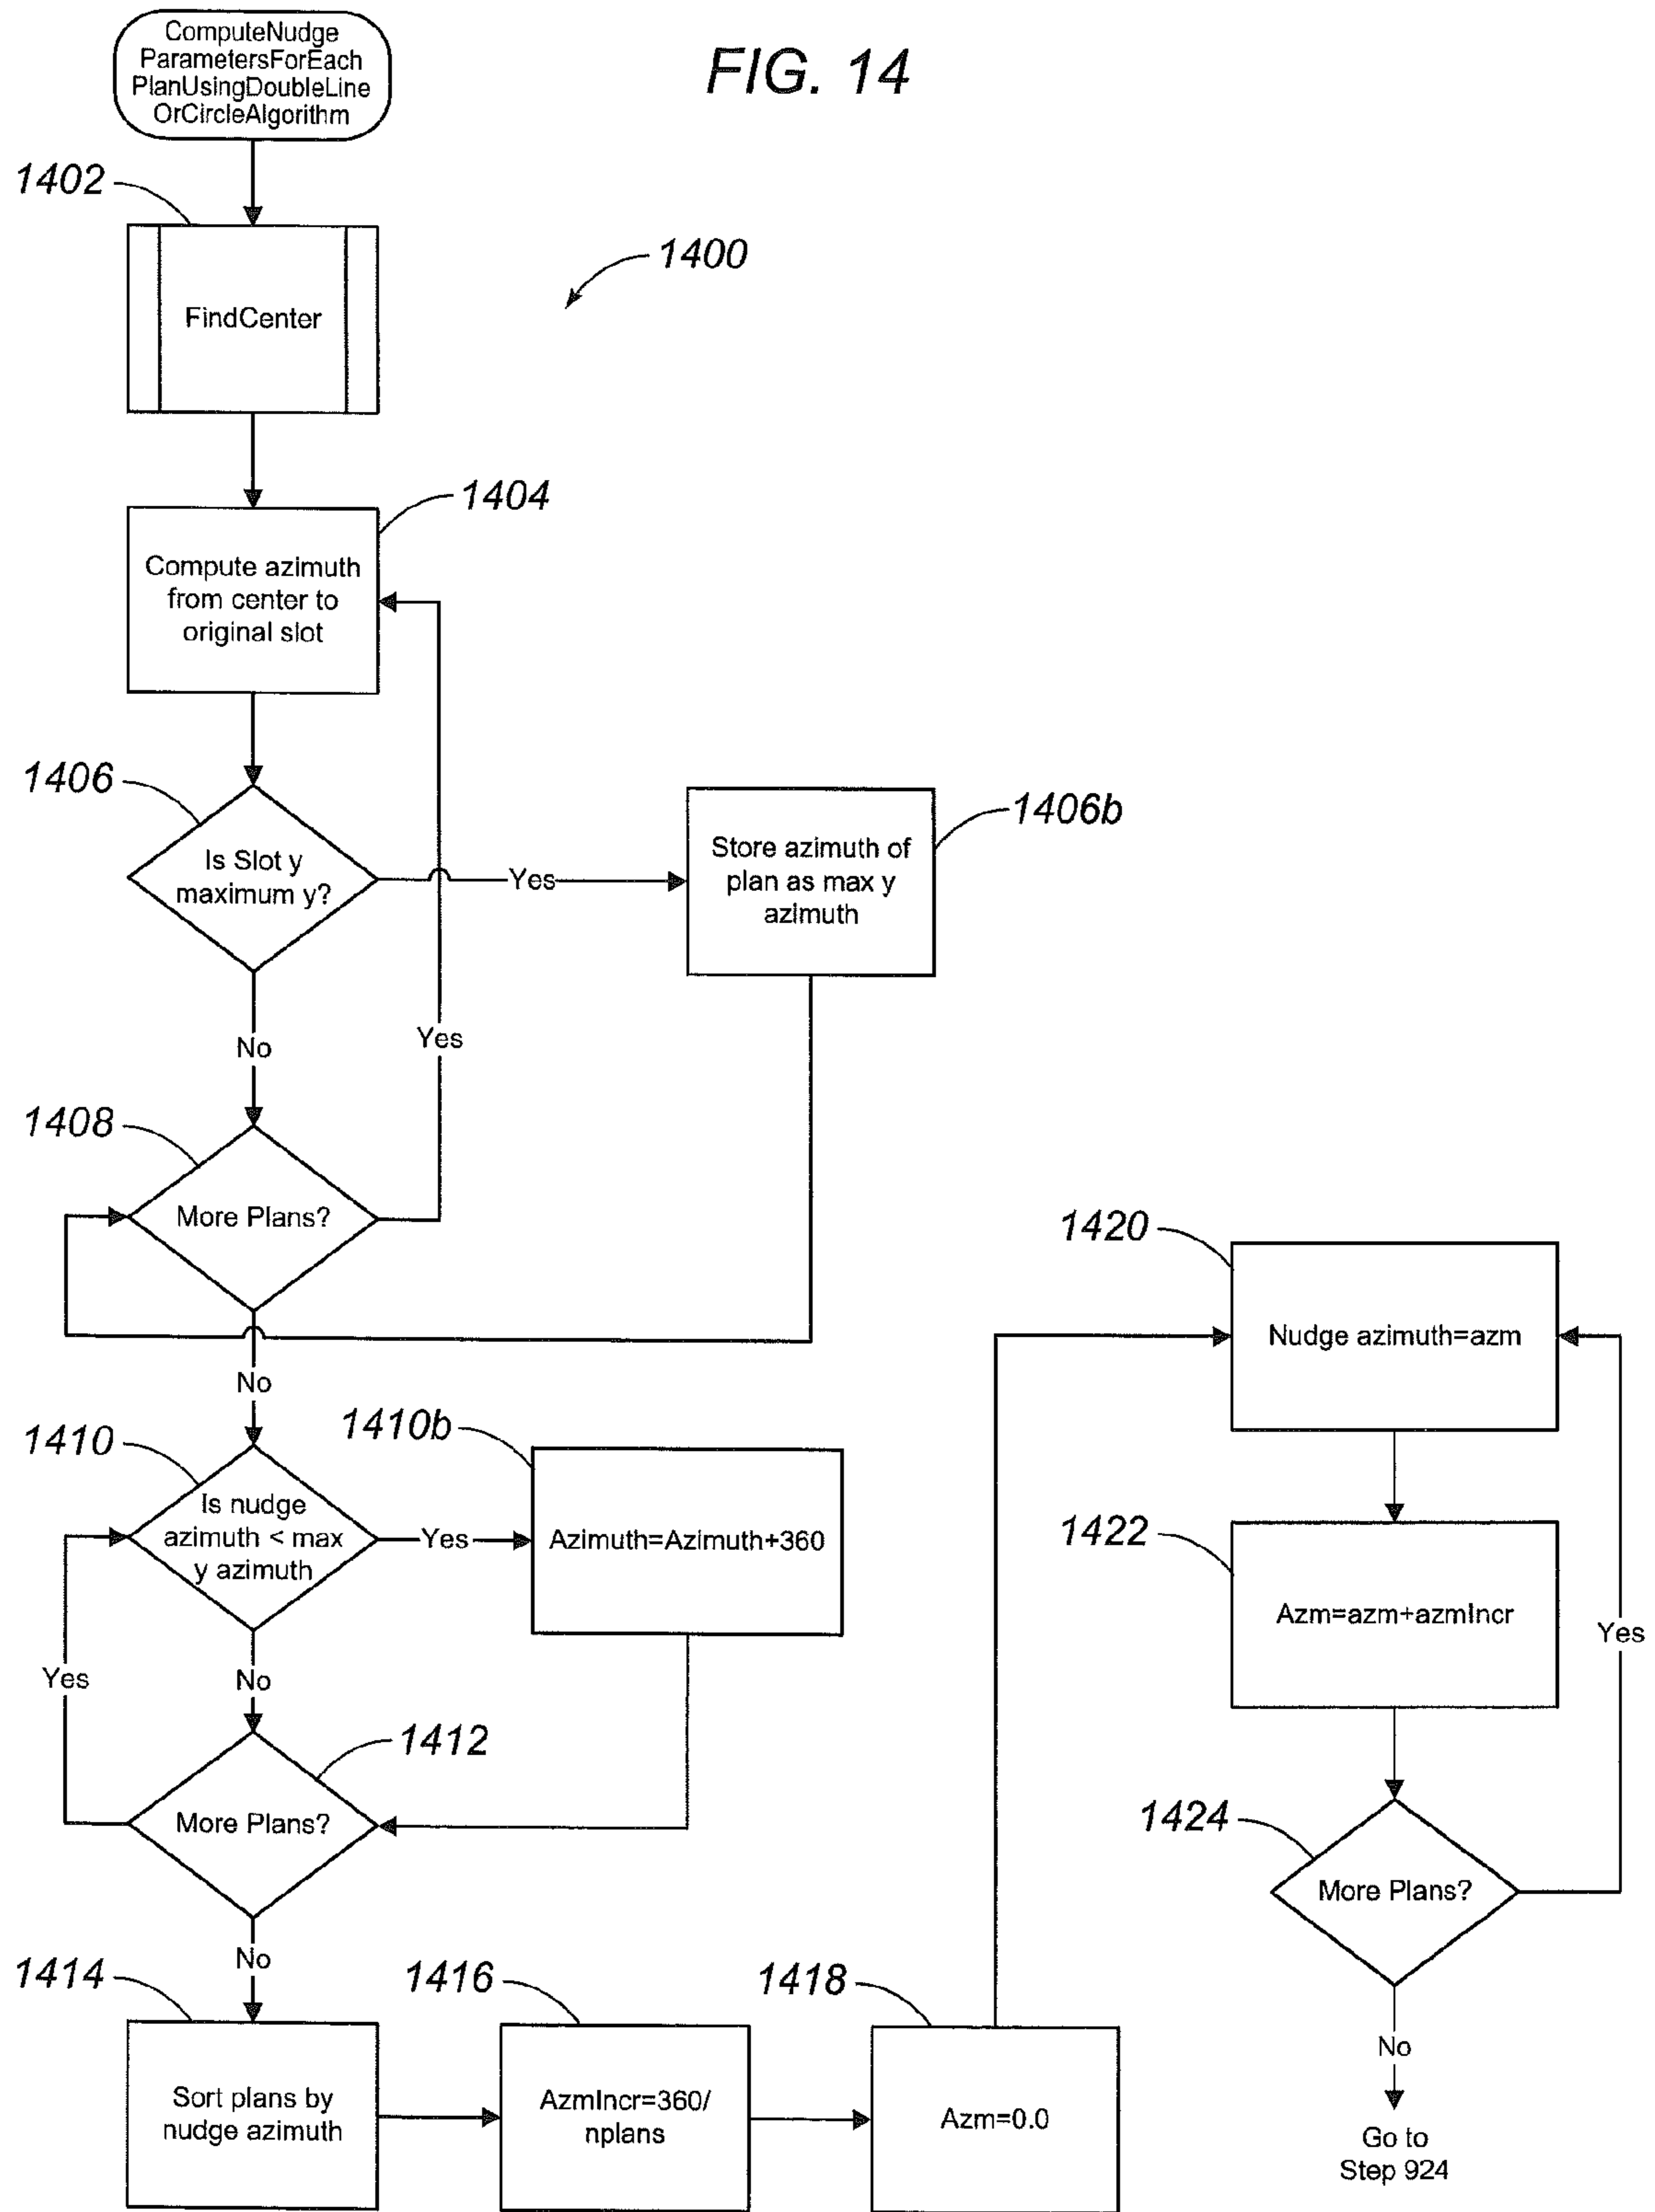 ComputeNudge
ParametersForEach
PlanUsingDoubleLine
OrCircleAlgorithm
FIG. 14
1402
FindCenter
1400
1404
Compute azimuth
from center to
original slot
1406
Is Slot y
maximum y?
Yes
1406b
Store azimuth of
plan as max y
azimuth
No
Yes
1408
More Plans?
No
1410
Is nudge
azimuth < max
y azimuth
Yes
1410b
Azimuth=Azimuth+360
Yes
No
1412
More Plans?
No
1414
Sort plans by
nudge azimuth
1416
AzmIncr=360/
nplans
1418
Azm=0.0
1420
Nudge azimuth=azm
1422
Azm=azm+azmIncr
Yes
1424
More Plans?
No
Go to
Step 924